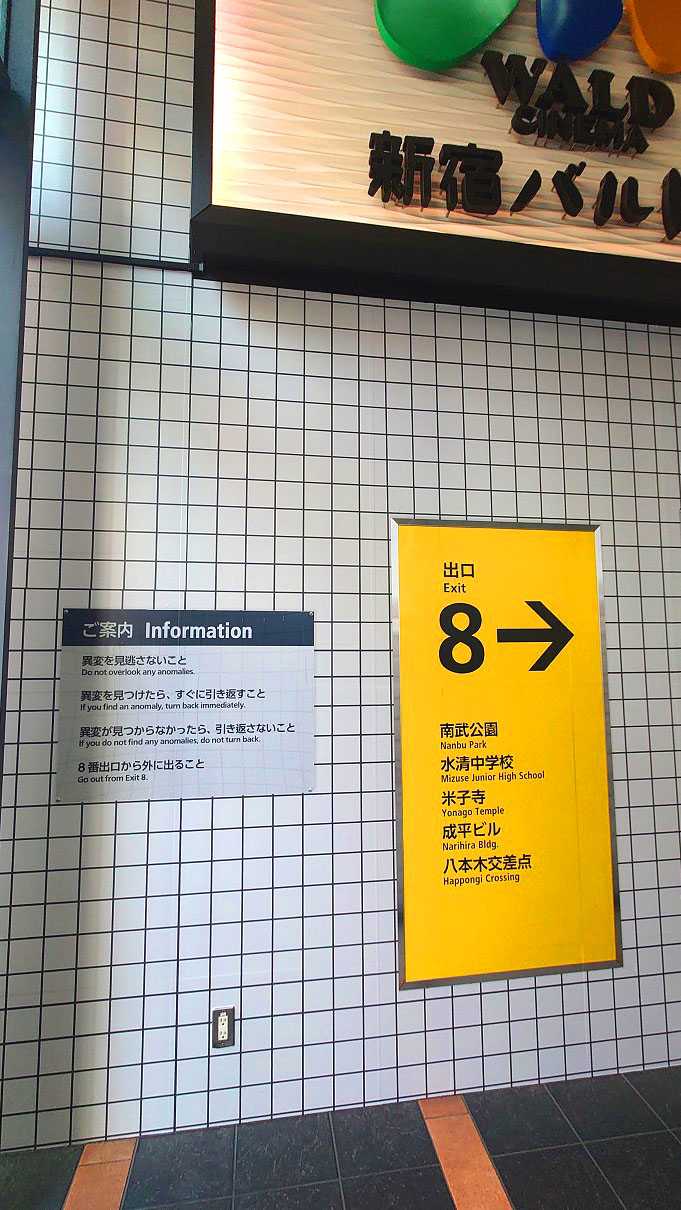 WALD
CINEMA
新宿バルト
出口
Exit
8→
南武公園
Nanbu Park
水清中学校
Mizuse Junior High School
米子寺
Yonago Temple
成平ビル
Narihira Bldg.
八本木交差点
Happongi Crossing
ご案内 Information
異変を見逃さないこと
Do not overlook any anomalies.
異変を見つけたら、すぐに引き返すこと
If you find an anomaly, turn back immediately.
異変が見つからなかったら、引き返さないこと
If you do not find any anomalies, do not turn back.
8番出口から外に出ること
Go out from Exit 8.